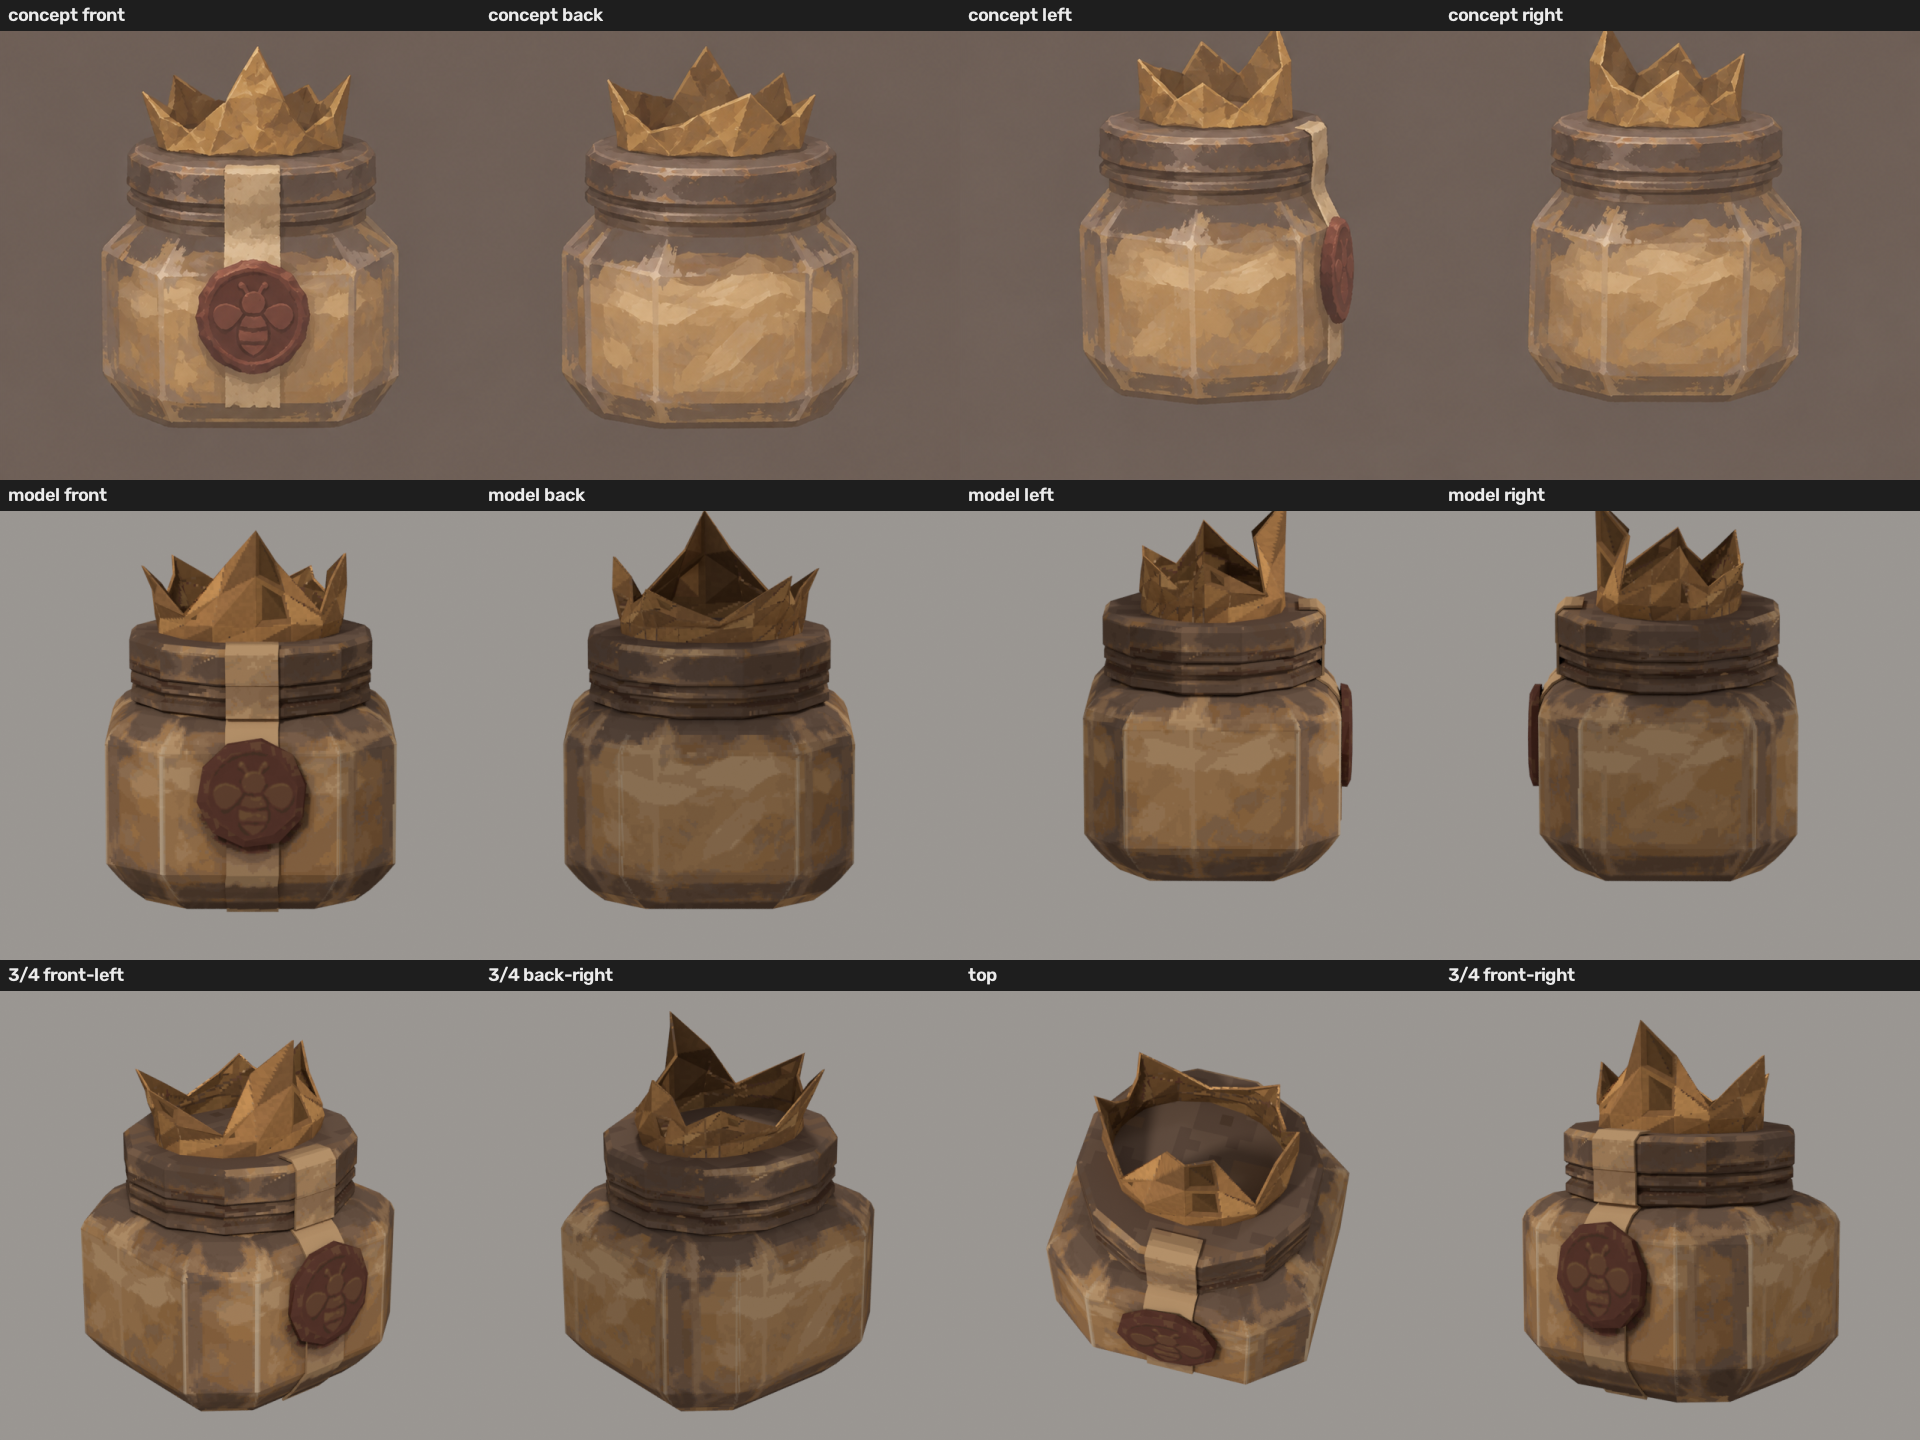 concept front
concept back
concept left
concept right
model front
model back
model left
model right
3/4 front-left
3/4 back-right
top
3/4 front-right